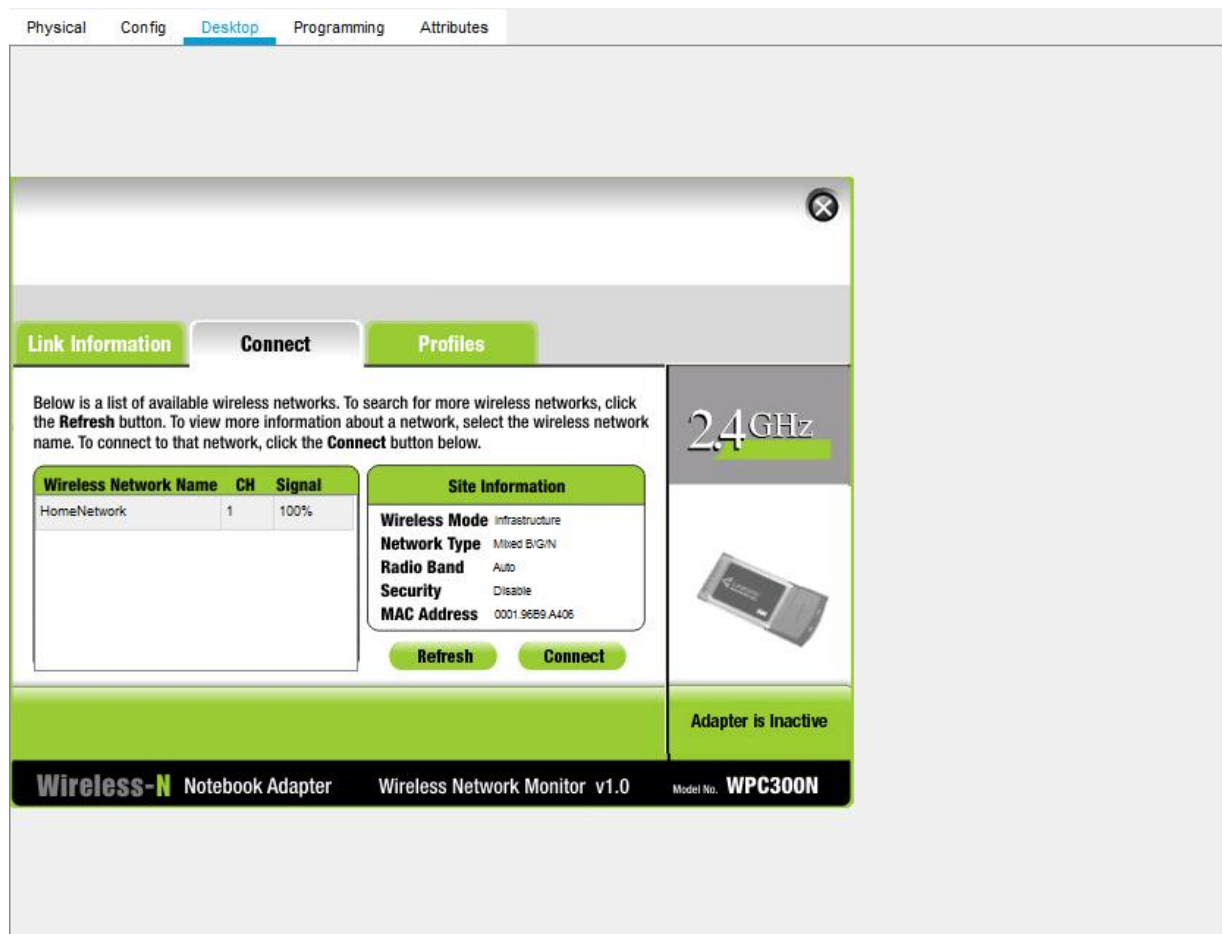 Physical Config Desktop Programming Attributes
Link Information Connect Profiles
Below is a list of available wireless networks. To search for more wireless networks, click
the Refresh button. To view more information about a network, select the wireless network
name. To connect to that network, click the Connect button below.
2.4GHz
Wireless Network Name CH Signal
HomeNetwork 1 100%
Site Information
Wireless Mode Infrastructure
Network Type Mixed B/G/N
Radio Band Auto
Security Disable
MAC Address 0001.96B9.A406
Refresh Connect
Adapter is Inactive
Wireless-N Notebook Adapter Wireless Network Monitor v1.0 Model No. WPC300N